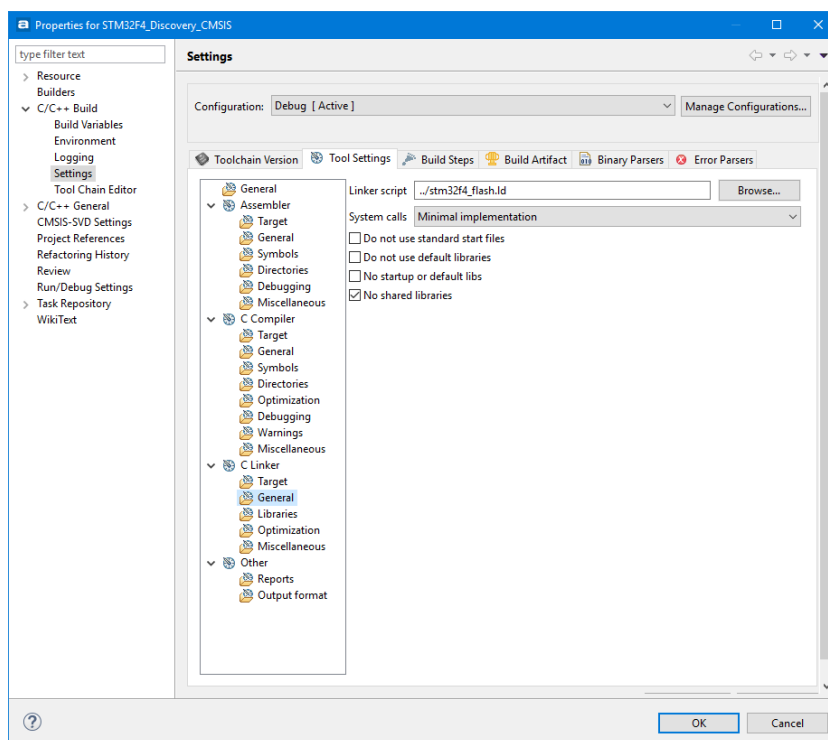 Properties for STM32F4_Discovery_CMSIS
type filter text
Resource
Builders
C/C++ Build
Build Variables
Environment
Logging
Settings
Tool Chain Editor
C/C++ General
CMSIS-SVD Settings
Project References
Refactoring History
Review
Run/Debug Settings
Task Repository
WikiText
Settings
Configuration: Debug [ Active ] Manage Configurations...
Toolchain Version Tool Settings Build Steps Build Artifact Binary Parsers Error Parsers
General
Assembler
Target
General
Symbols
Directories
Debugging
Miscellaneous
C Compiler
Target
General
Symbols
Directories
Optimization
Debugging
Warnings
Miscellaneous
C Linker
Target
General
Libraries
Optimization
Miscellaneous
Other
Reports
Output format
Linker script ../stm32f4_flash.ld Browse...
System calls Minimal implementation
Do not use standard start files
Do not use default libraries
No startup or default libs
No shared libraries
OK Cancel